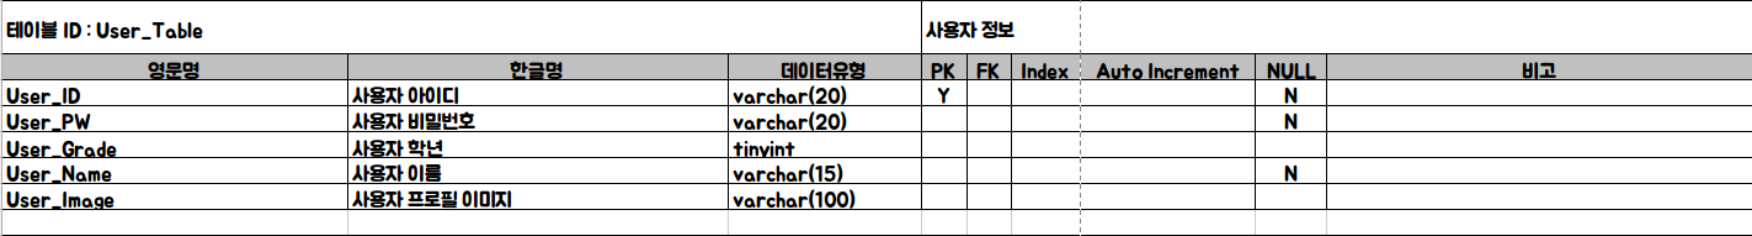 테이블 ID : User_Table 사용자 정보
영문명 한글명 데이터유형 PK FK Index Auto Increment NULL 비고
User_ID 사용자 아이디 varchar(20) Y N
User_PW 사용자 비밀번호 varchar(20) N
User_Grade 사용자 학년 tinyint
User_Name 사용자 이름 varchar(15) N
User_Image 사용자 프로필 이미지 varchar(100)